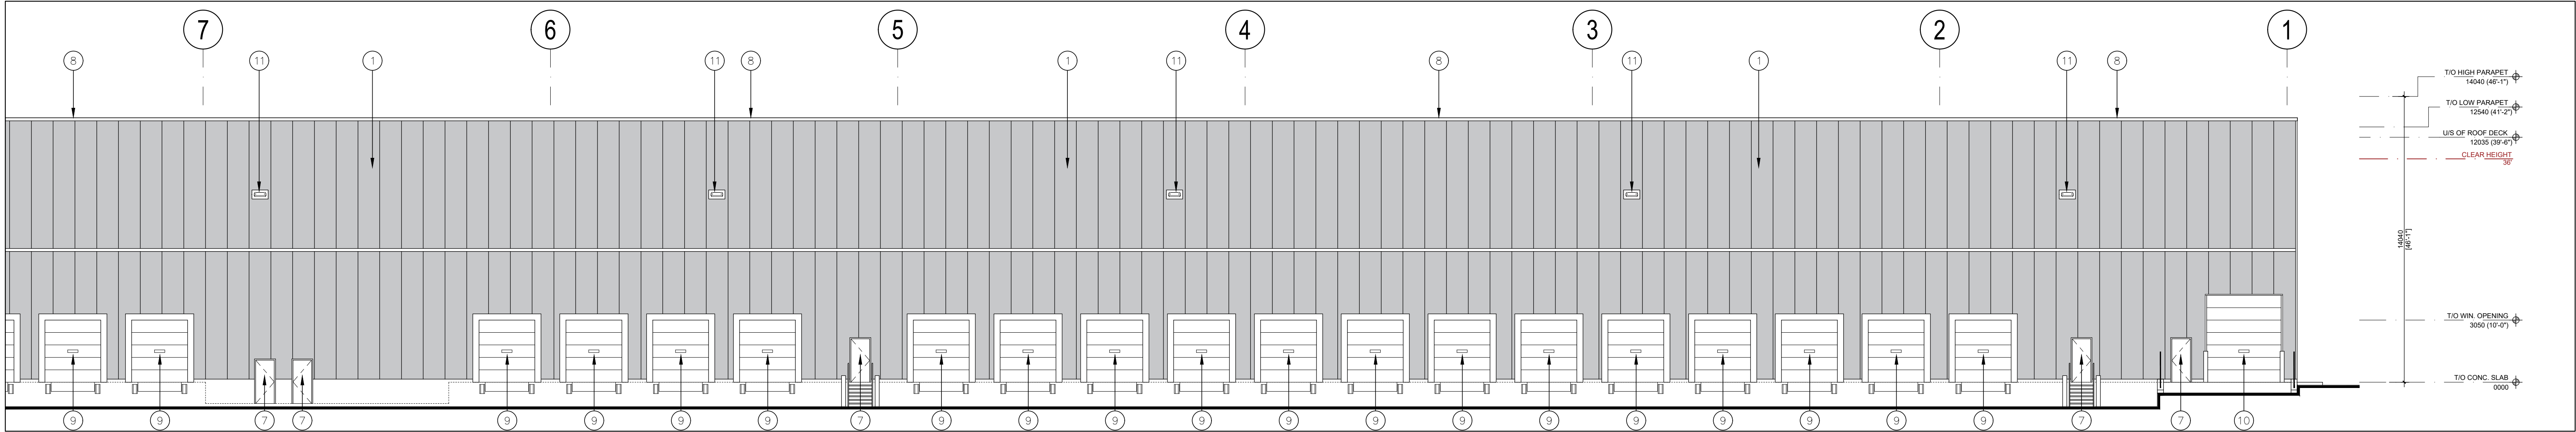 7 6 5 4 3 2 1
8 11 1 11 8 1 11 8 11 1 11 8
T/O HIGH PARAPET
14040 (46'-1")
T/O LOW PARAPET
12540 (41'-2")
U/S OF ROOF DECK
12035 (39'-6")
CLEAR HEIGHT
36'
14040
[46'-1"]
T/O WIN. OPENING
3050 (10'-0")
T/O CONC. SLAB
0000
9 9 7 7 9 9 9 9 7 9 9 9 9 9 9 9 9 9 9 9 9 9 7 7 10